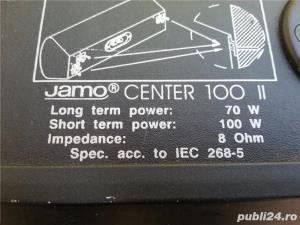 Jamo® CENTER 100 II
Long term power: 70 W
Short term power: 100 W
Impedance: 8 Ohm
Spec. acc. to IEC 268-5
publi24.ro